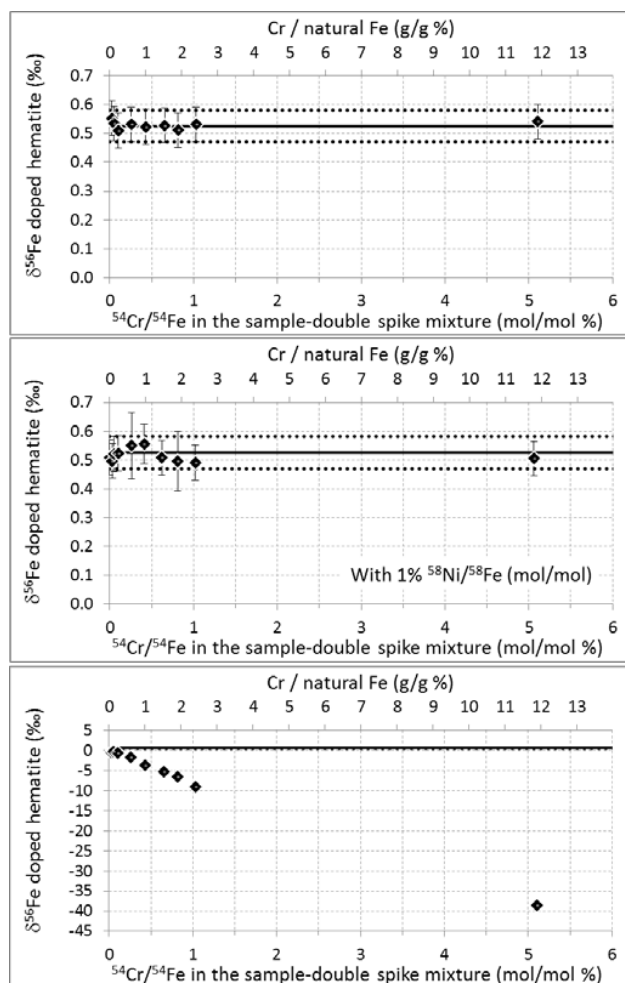 Cr / natural Fe (g/g %)
0 1 2 3 4 5 6 7 8 9 10 11 12 13
0.7
0.6
0.5
0.4
0.3
0.2
0.1
0.0
δ⁵⁶Fe doped hematite (‰)
0 1 2 3 4 5 6
⁵⁴Cr/⁵⁴Fe in the sample-double spike mixture (mol/mol %)
Cr / natural Fe (g/g %)
0 1 2 3 4 5 6 7 8 9 10 11 12 13
0.7
0.6
0.5
0.4
0.3
0.2
0.1
0.0
δ⁵⁶Fe doped hematite (‰)
With 1% ⁵⁸Ni/⁵⁸Fe (mol/mol)
0 1 2 3 4 5 6
⁵⁴Cr/⁵⁴Fe in the sample-double spike mixture (mol/mol %)
Cr / natural Fe (g/g %)
0 1 2 3 4 5 6 7 8 9 10 11 12 13
5
0
-5
-10
-15
-20
-25
-30
-35
-40
-45
δ⁵⁶Fe doped hematite (‰)
0 1 2 3 4 5 6
⁵⁴Cr/⁵⁴Fe in the sample-double spike mixture (mol/mol %)